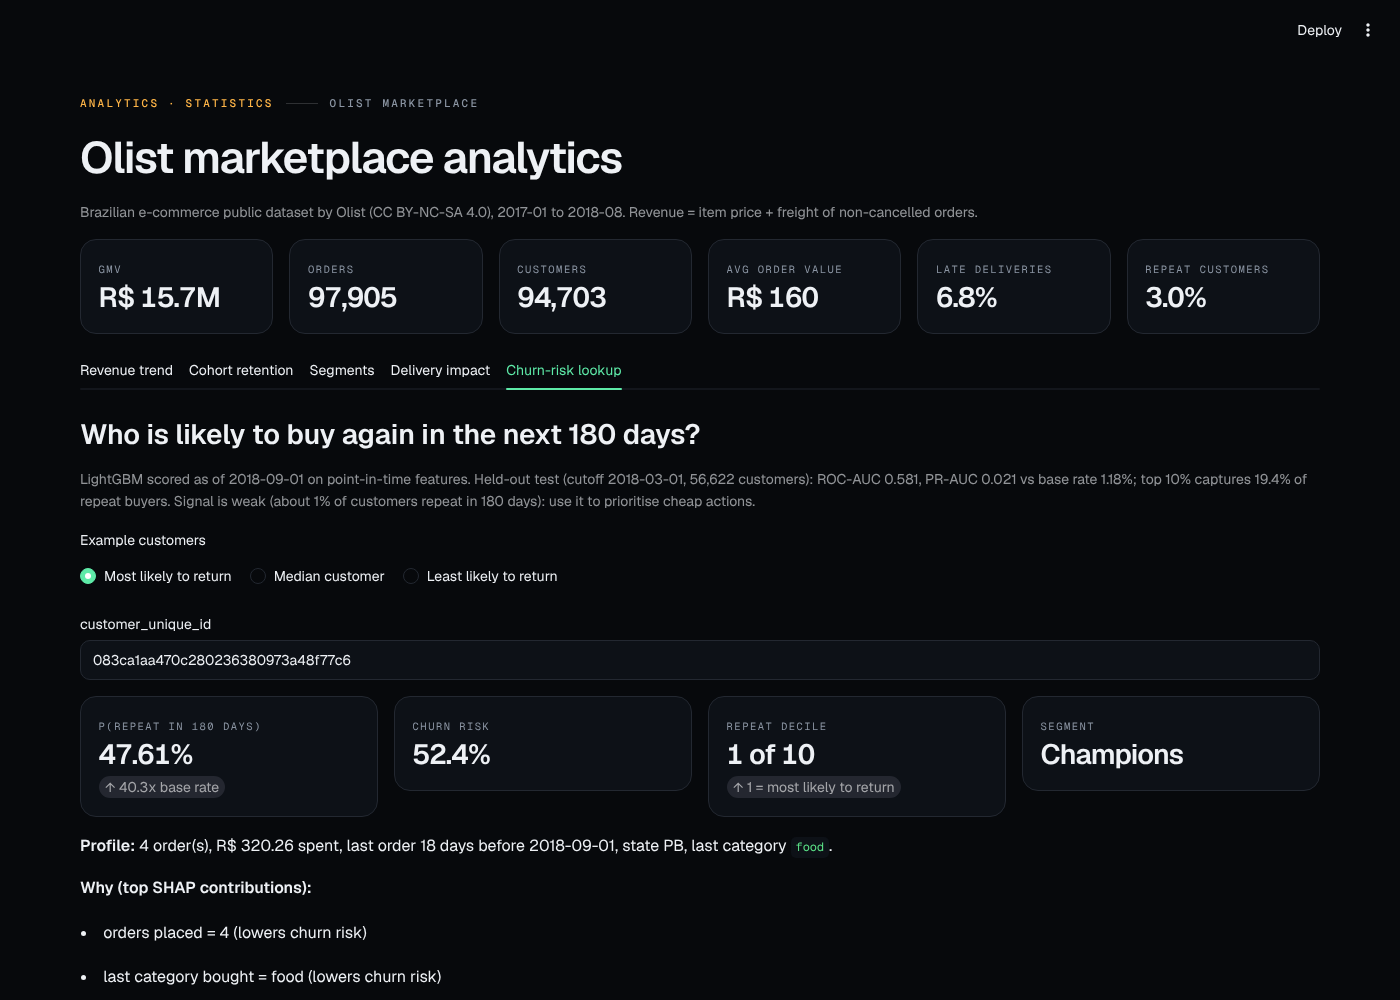 Deploy
ANALYTICS · STATISTICS OLIST MARKETPLACE
Olist marketplace analytics
Brazilian e-commerce public dataset by Olist (CC BY-NC-SA 4.0), 2017-01 to 2018-08. Revenue = item price + freight of non-cancelled orders.
GMV
R$ 15.7M
ORDERS
97,905
CUSTOMERS
94,703
AVG ORDER VALUE
R$ 160
LATE DELIVERIES
6.8%
REPEAT CUSTOMERS
3.0%
Revenue trend Cohort retention Segments Delivery impact Churn-risk lookup
Who is likely to buy again in the next 180 days?
LightGBM scored as of 2018-09-01 on point-in-time features. Held-out test (cutoff 2018-03-01, 56,622 customers): ROC-AUC 0.581, PR-AUC 0.021 vs base rate 1.18%; top 10% captures 19.4% of
repeat buyers. Signal is weak (about 1% of customers repeat in 180 days): use it to prioritise cheap actions.
Example customers
Most likely to return Median customer Least likely to return
customer_unique_id
083ca1aa470c280236380973a48f77c6
P(REPEAT IN 180 DAYS)
47.61%
↑ 40.3x base rate
CHURN RISK
52.4%
REPEAT DECILE
1 of 10
↑ 1 = most likely to return
SEGMENT
Champions
Profile: 4 order(s), R$ 320.26 spent, last order 18 days before 2018-09-01, state PB, last category food.
Why (top SHAP contributions):
• orders placed = 4 (lowers churn risk)
• last category bought = food (lowers churn risk)